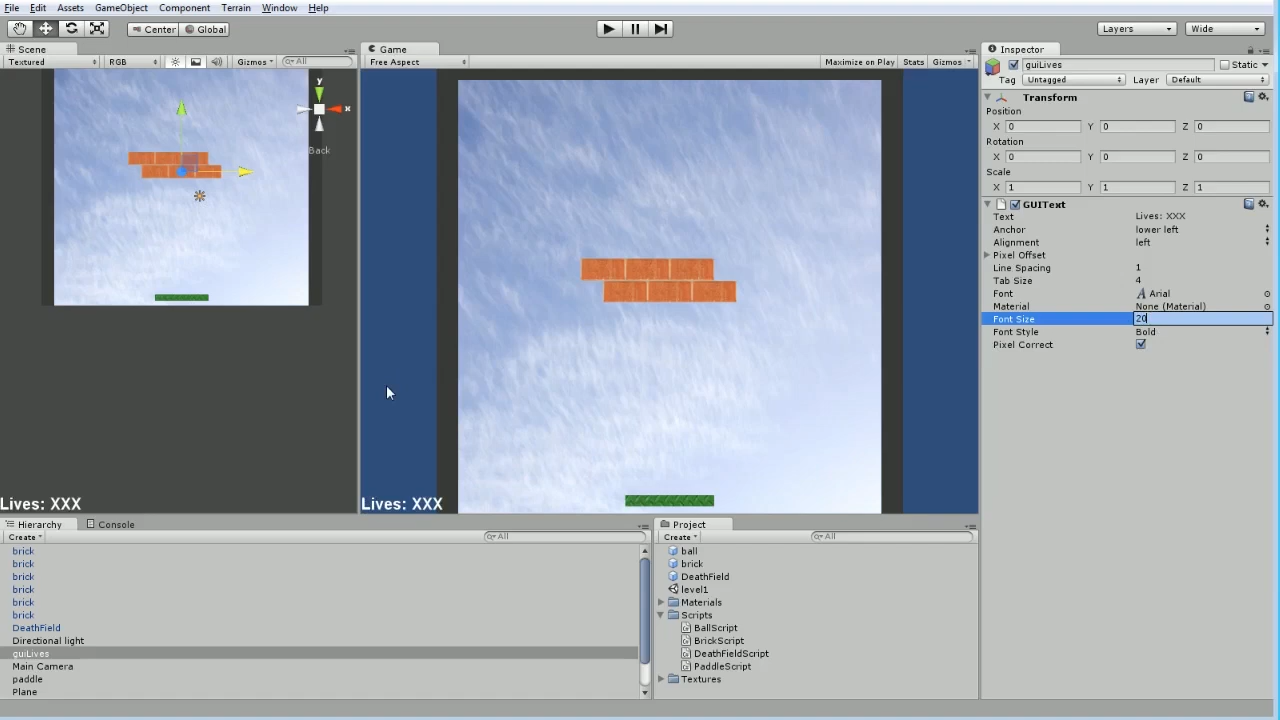 File Edit Assets GameObject Component Terrain Window Help
Center Global Layers Wide
Scene Game Inspector
Textured RGB Gizmos All Free Aspect Maximize on Play Stats Gizmos
guiLives Static
Tag Untagged Layer Default
Transform
Position
X 0 Y 0 Z 0
Rotation
X 0 Y 0 Z 0
Scale
X 1 Y 1 Z 1
GUIText
Text Lives: XXX
Anchor lower left
Alignment left
Pixel Offset
Line Spacing 1
Tab Size 4
Font Arial
Material None (Material)
Font Size 20
Font Style Bold
Pixel Correct
y
x
Back
Lives: XXX
Lives: XXX
Hierarchy Console
Create All
brick
brick
brick
brick
brick
brick
DeathField
Directional light
guiLives
Main Camera
paddle
Plane
Project
Create All
ball
brick
DeathField
level1
Materials
Scripts
BallScript
BrickScript
DeathFieldScript
PaddleScript
Textures